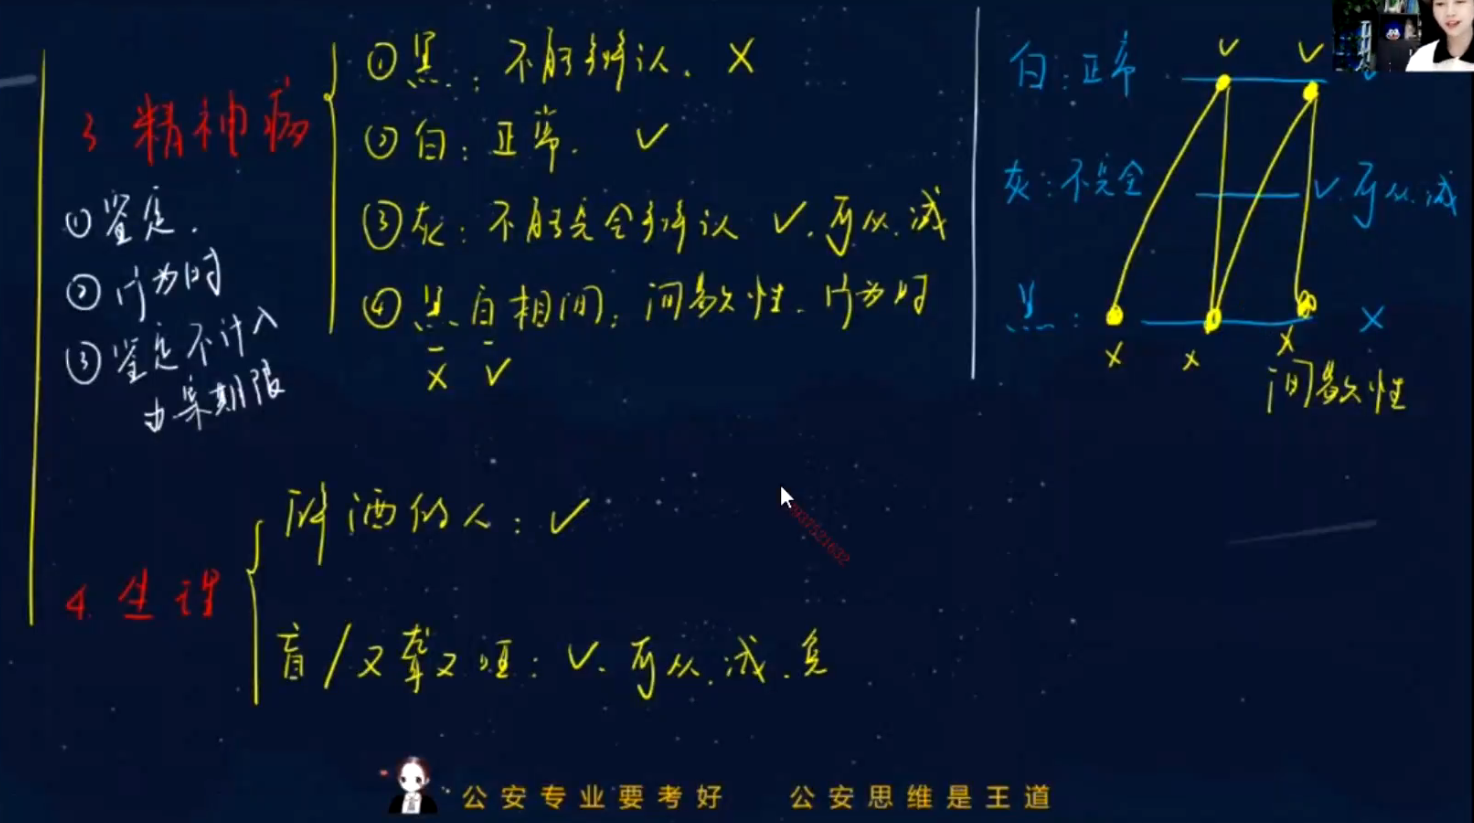 3 精神病
① 鉴定.
② 行为时
③ 鉴定不计入
办案期限
① 黑: 不能辨认. ×
② 白: 正常. ✓
③ 灰: 不能完全辨认 ✓. 可从.减
④ 黑白相间: 间歇性. 行为时
× ✓
白: 正常 ✓ ✓
灰: 不完全 ✓. 可从.减
黑: ×
× × ×
间歇性
4. 生理
醉酒的人: ✓
盲/又聋又哑: ✓. 可从.减.免
公安专业要考好 公安思维是王道